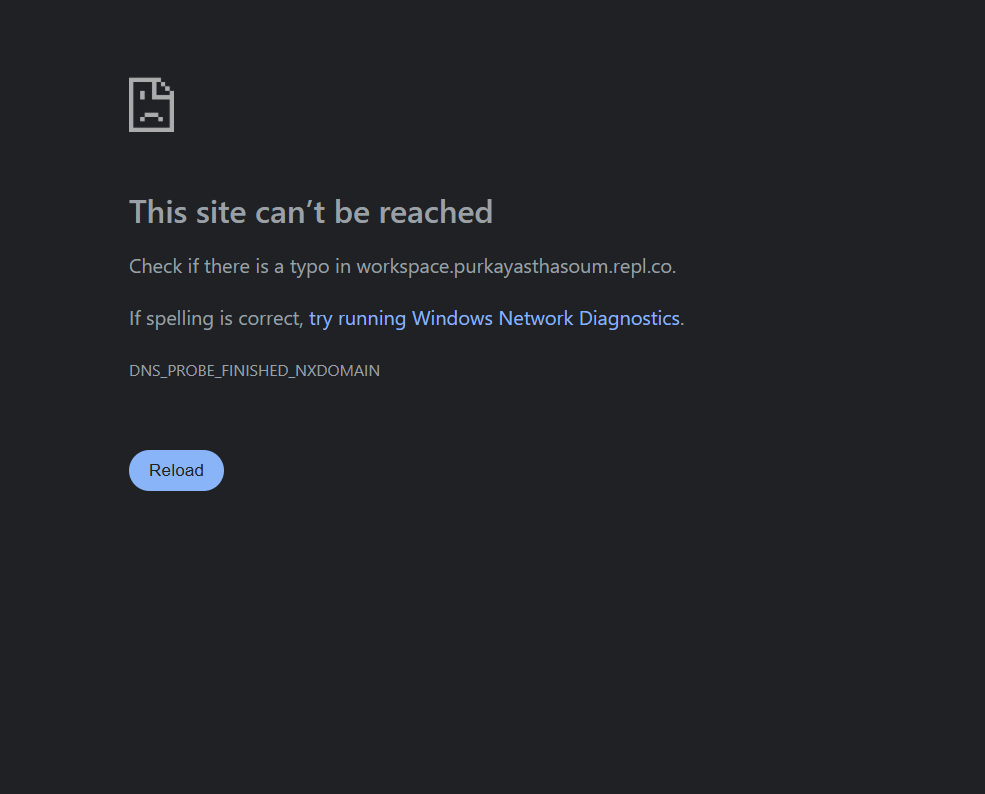 This site can’t be reached
Check if there is a typo in workspace.purkayasthasoum.repl.co.
If spelling is correct, try running Windows Network Diagnostics.
DNS_PROBE_FINISHED_NXDOMAIN
Reload